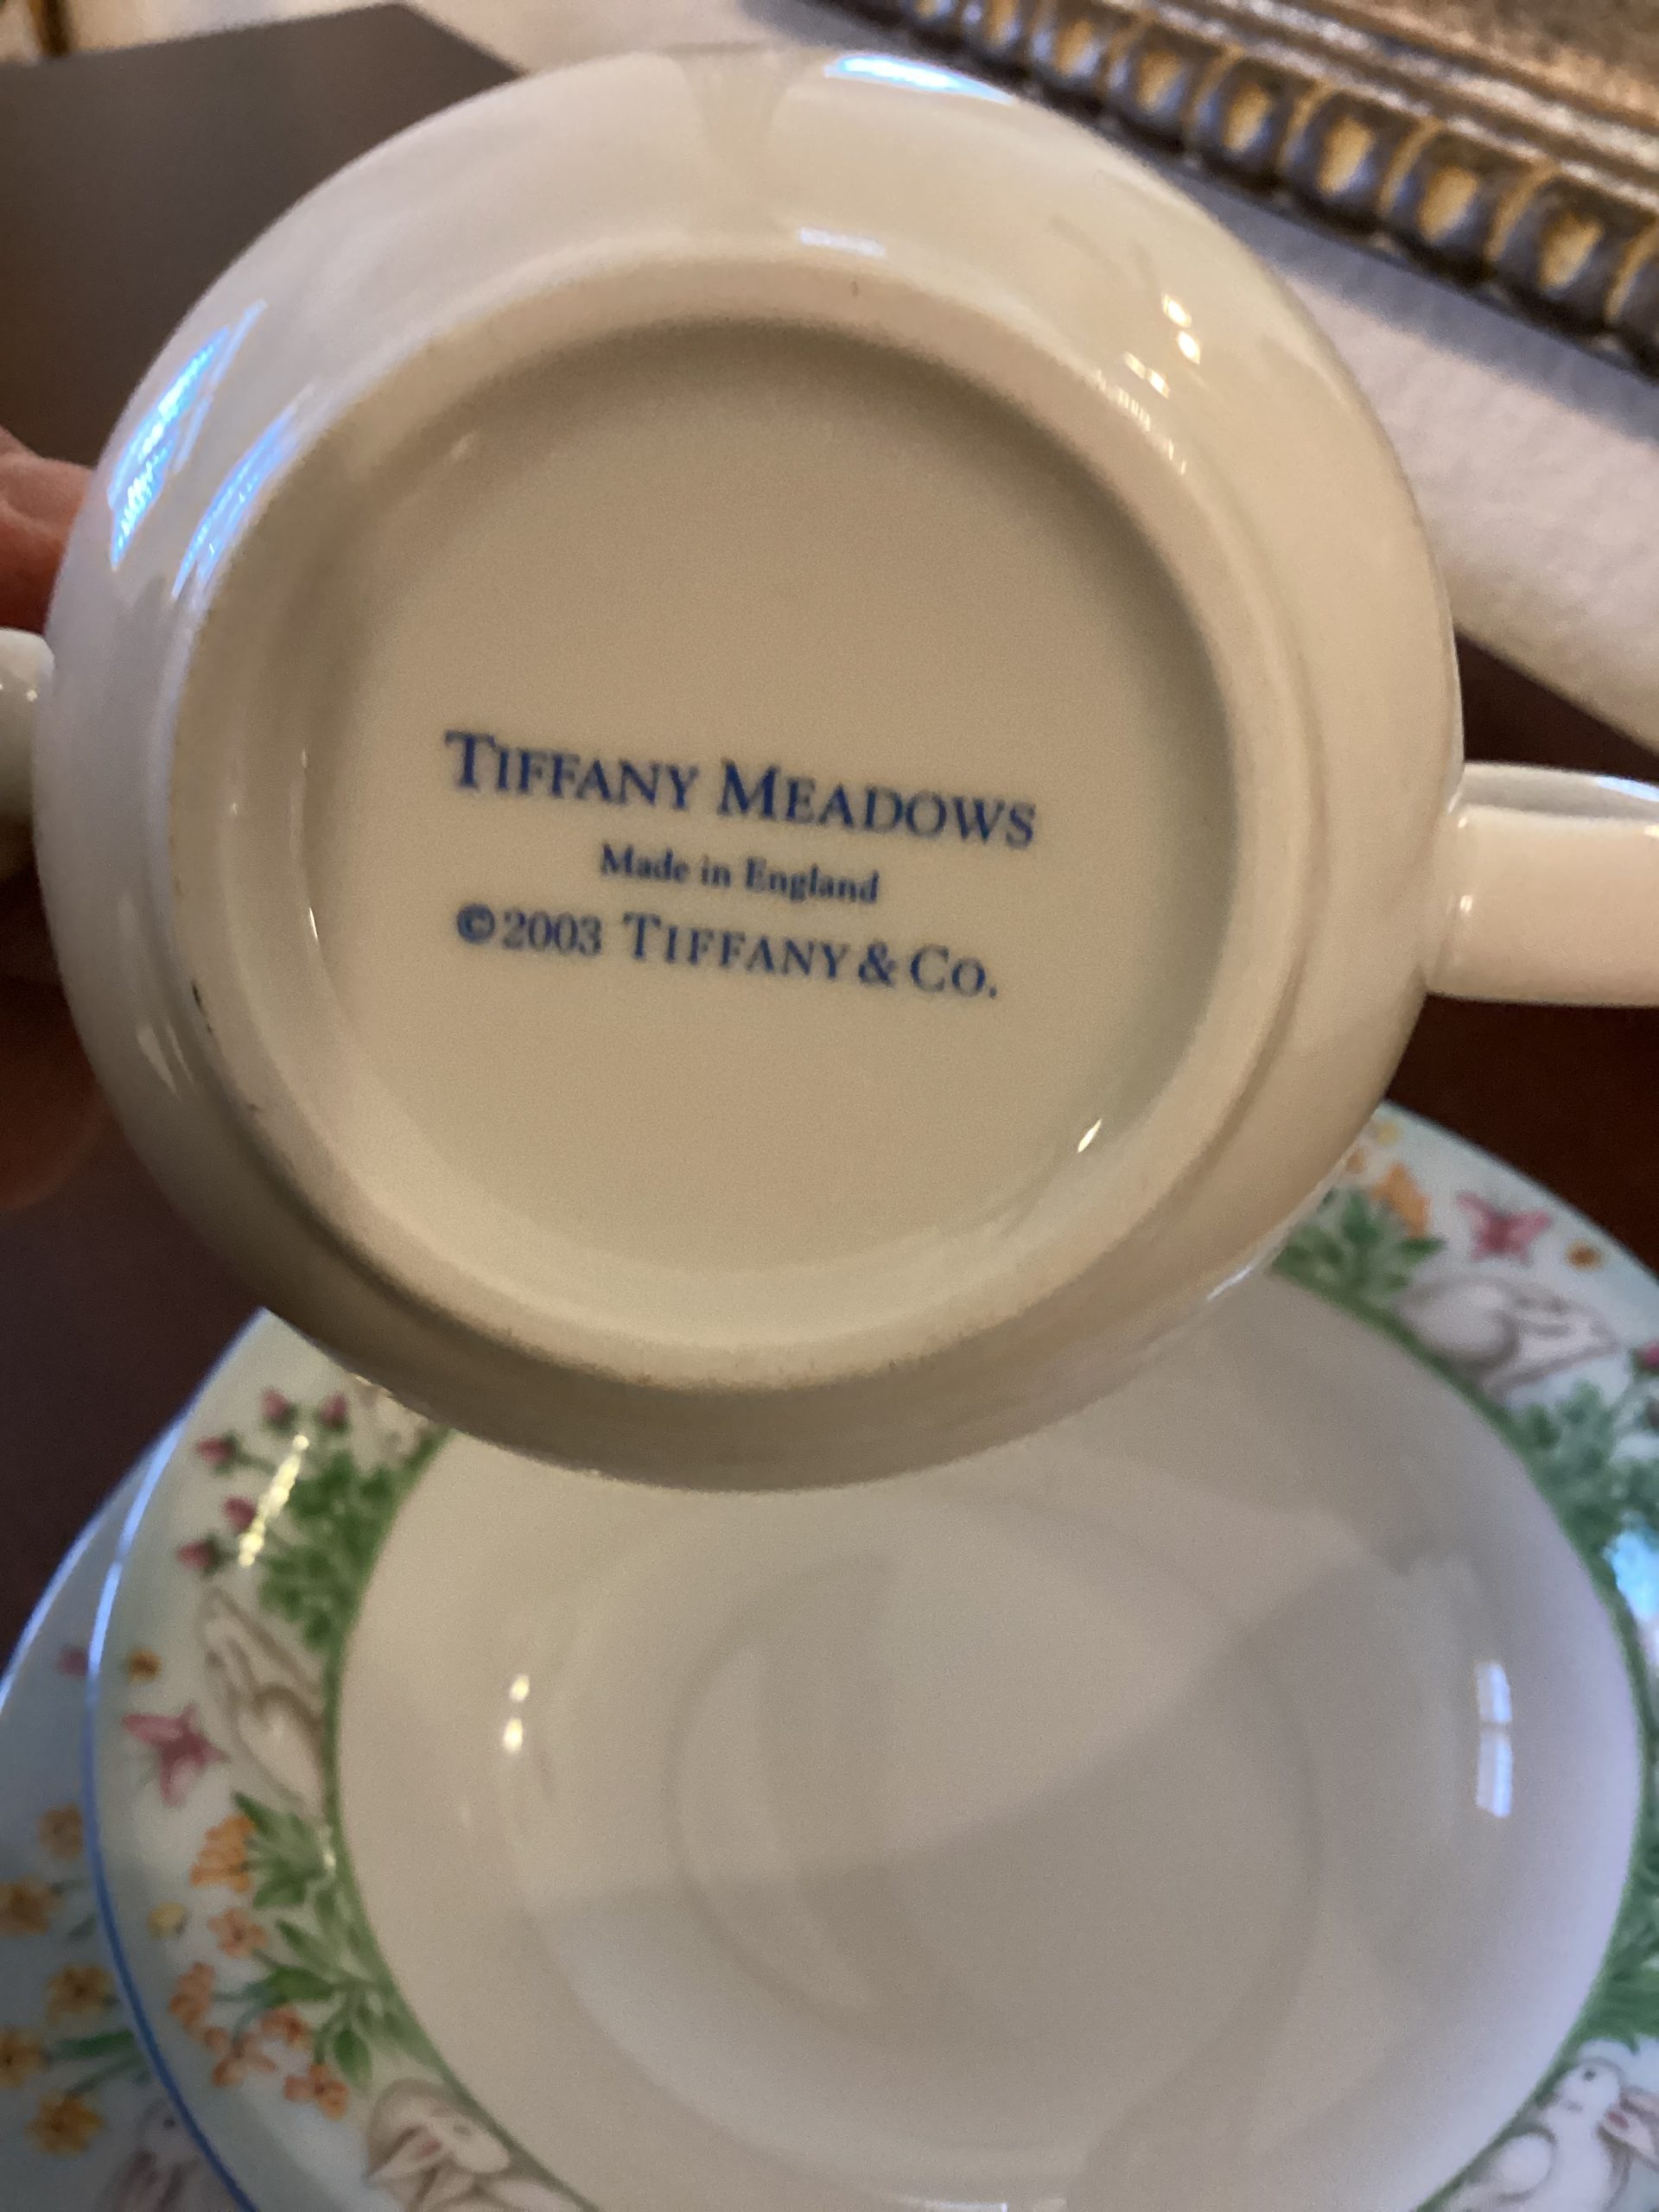 TIFFANY MEADOWS
Made in England
©2003 TIFFANY & CO.